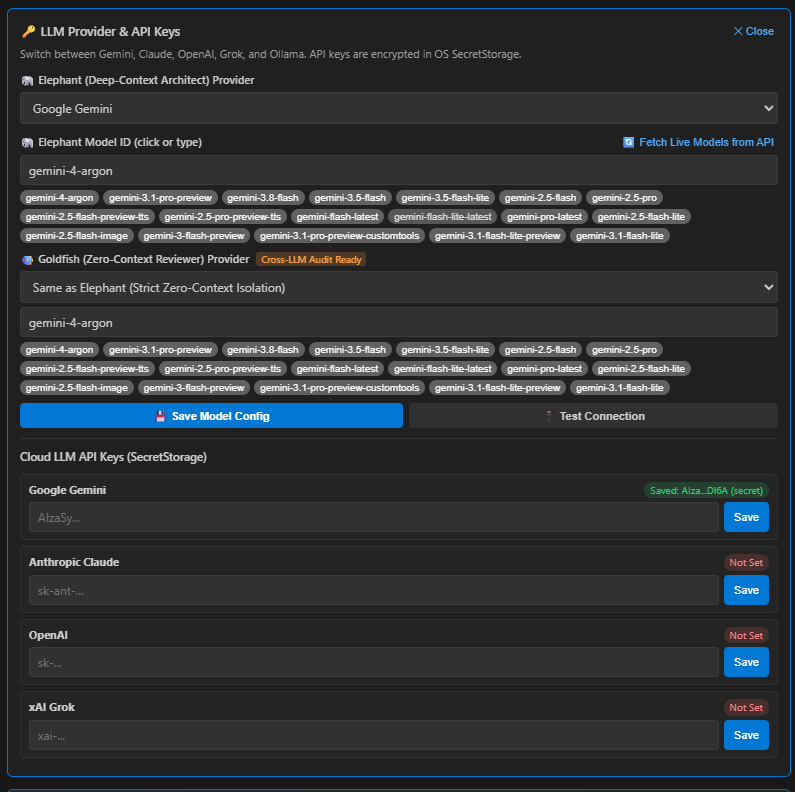 🔑 LLM Provider & API Keys
✕ Close
Switch between Gemini, Claude, OpenAI, Grok, and Ollama. API keys are encrypted in OS SecretStorage.
🐘 Elephant (Deep-Context Architect) Provider
Google Gemini
🐘 Elephant Model ID (click or type)
🔄 Fetch Live Models from API
gemini-4-argon
gemini-4-argon gemini-3.1-pro-preview gemini-3.8-flash gemini-3.5-flash gemini-3.5-flash-lite gemini-2.5-flash gemini-2.5-pro
gemini-2.5-flash-preview-tts gemini-2.5-pro-preview-tts gemini-flash-latest gemini-flash-lite-latest gemini-pro-latest gemini-2.5-flash-lite
gemini-2.5-flash-image gemini-3-flash-preview gemini-3.1-pro-preview-customtools gemini-3.1-flash-lite-preview gemini-3.1-flash-lite
🐠 Goldfish (Zero-Context Reviewer) Provider Cross-LLM Audit Ready
Same as Elephant (Strict Zero-Context Isolation)
gemini-4-argon
gemini-4-argon gemini-3.1-pro-preview gemini-3.8-flash gemini-3.5-flash gemini-3.5-flash-lite gemini-2.5-flash gemini-2.5-pro
gemini-2.5-flash-preview-tts gemini-2.5-pro-preview-tts gemini-flash-latest gemini-flash-lite-latest gemini-pro-latest gemini-2.5-flash-lite
gemini-2.5-flash-image gemini-3-flash-preview gemini-3.1-pro-preview-customtools gemini-3.1-flash-lite-preview gemini-3.1-flash-lite
💾 Save Model Config
Test Connection
Cloud LLM API Keys (SecretStorage)
Google Gemini
Saved: AIza...DI6A (secret)
AIzaSy...
Save
Anthropic Claude
Not Set
sk-ant-...
Save
OpenAI
Not Set
sk-...
Save
xAI Grok
Not Set
xai-...
Save